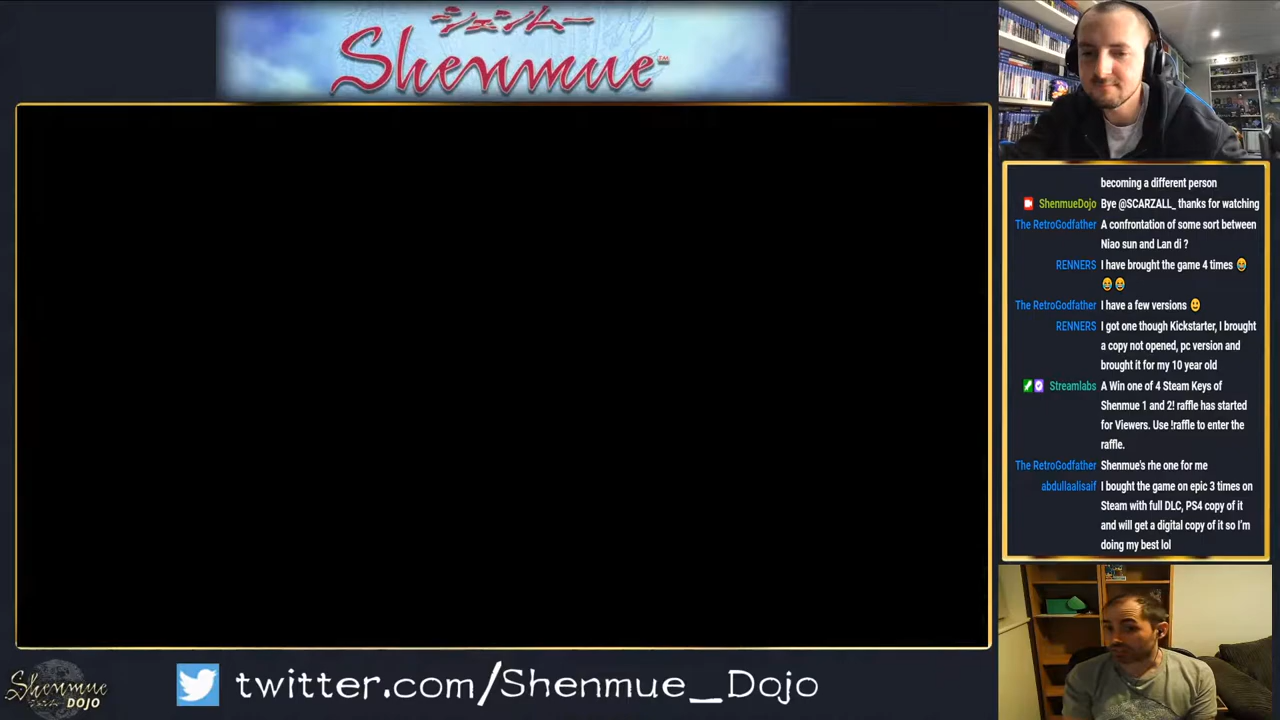 シェンムー
Shenmue™
becoming a different person
ShenmueDojo Bye @SCARZALL_ thanks for watching
The RetroGodfather A confrontation of some sort between
Niao sun and Lan di ?
RENNERS I have brought the game 4 times 😂
😂 😂
The RetroGodfather I have a few versions 🙂
RENNERS I got one though Kickstarter, I brought
a copy not opened, pc version and
brought it for my 10 year old
Streamlabs A Win one of 4 Steam Keys of
Shenmue 1 and 2! raffle has started
for Viewers. Use !raffle to enter the
raffle.
The RetroGodfather Shenmue's rhe one for me
abdullaalisaif I bought the game on epic 3 times on
Steam with full DLC, PS4 copy of it
and will get a digital copy of it so I'm
doing my best lol
Shenmue
DOJO
twitter.com/Shenmue_Dojo